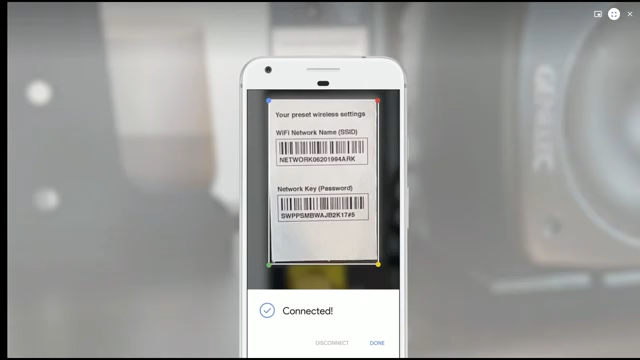 Your preset wireless settings
WiFi Network Name (SSID)
NETWORK06201994ARK
Network Key (Password)
SWPPSMBWAJB2K17#5
Connected!
DISCONNECT DONE